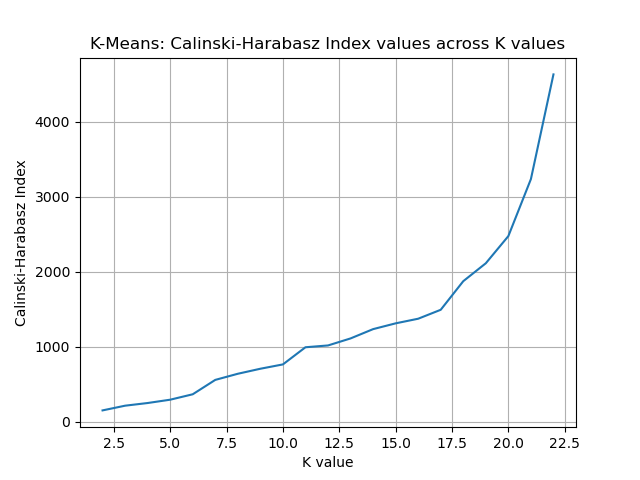 K-Means: Calinski-Harabasz Index values across K values
Calinski-Harabasz Index
4000
3000
2000
1000
0
2.5 5.0 7.5 10.0 12.5 15.0 17.5 20.0 22.5
K value